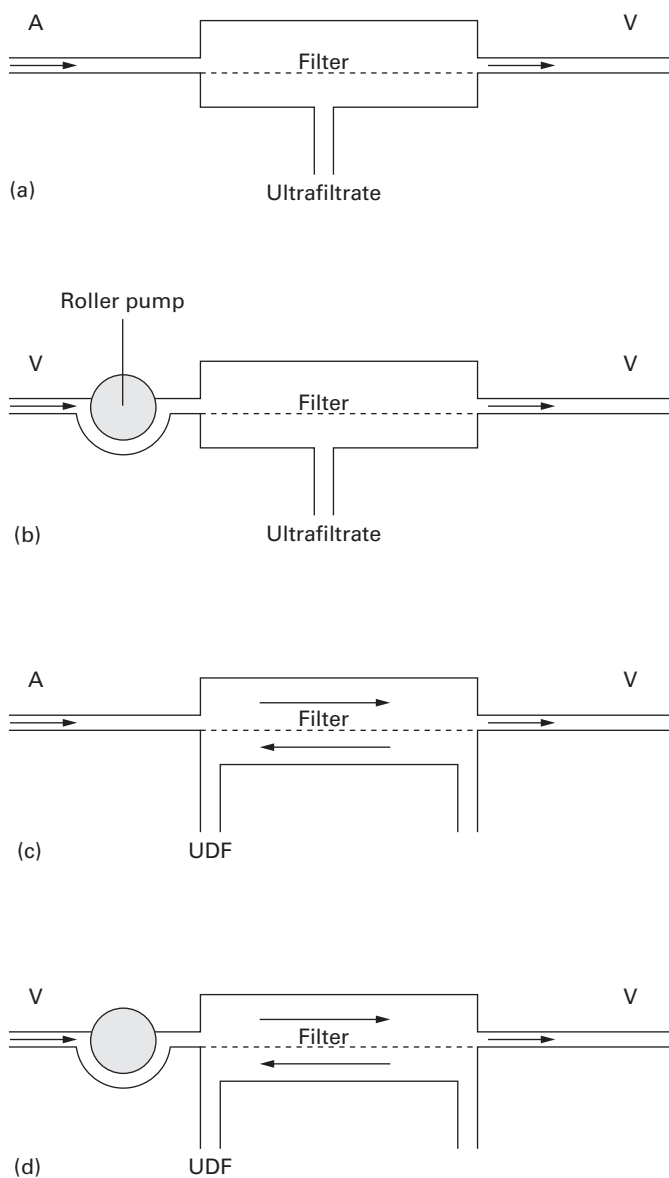 A V
Filter
Ultrafiltrate
(a)
Roller pump
V V
Filter
Ultrafiltrate
(b)
A V
Filter
UDF
(c)
V V
Filter
UDF
(d)